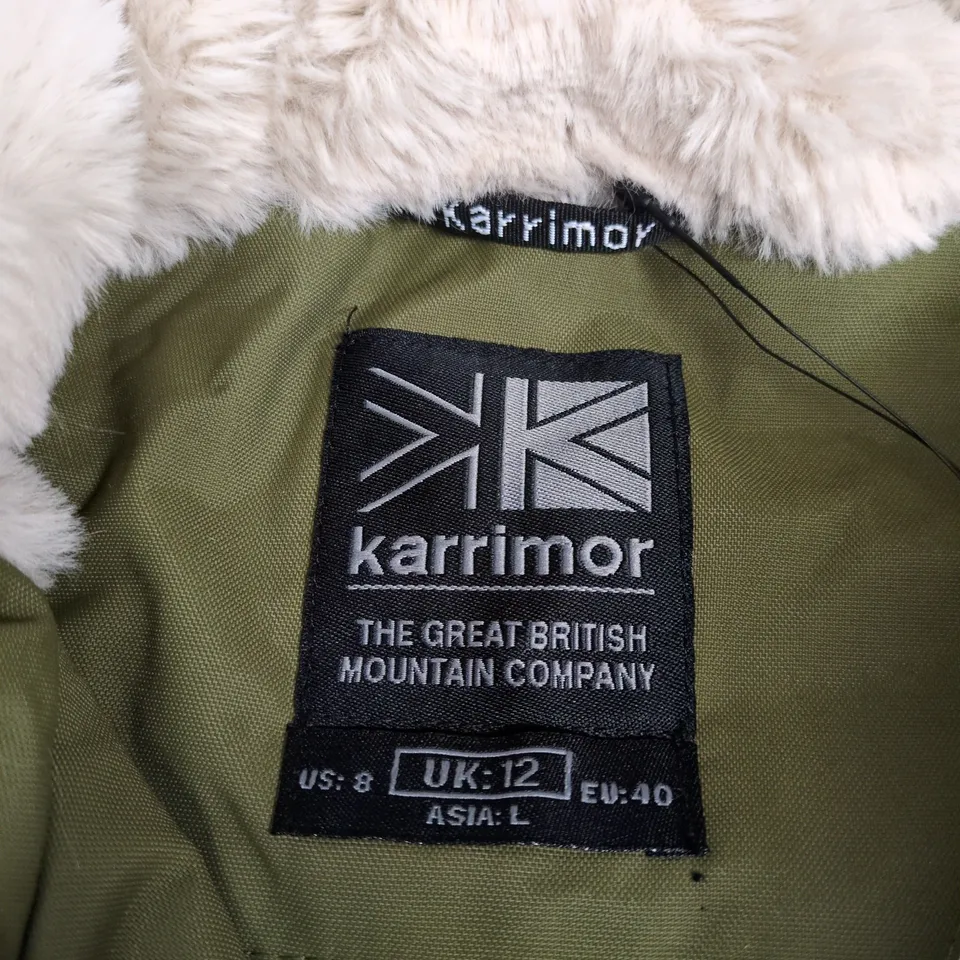 karrimor
karrimor
THE GREAT BRITISH
MOUNTAIN COMPANY
US: 8 UK: 12 EU: 40
ASIA: L